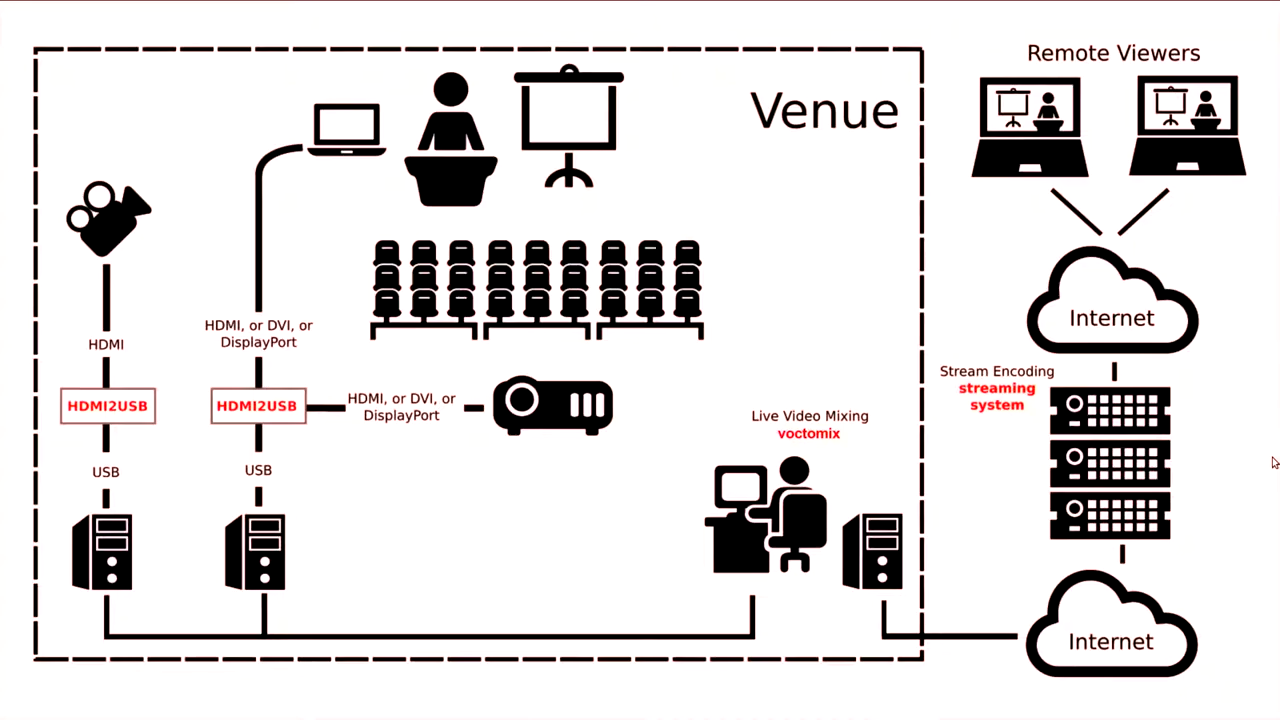 Remote Viewers
Venue
HDMI, or DVI, or
DisplayPort
HDMI
Internet
HDMI2USB
HDMI2USB
HDMI, or DVI, or
DisplayPort
Stream Encoding
streaming
system
Live Video Mixing
voctomix
USB
USB
Internet